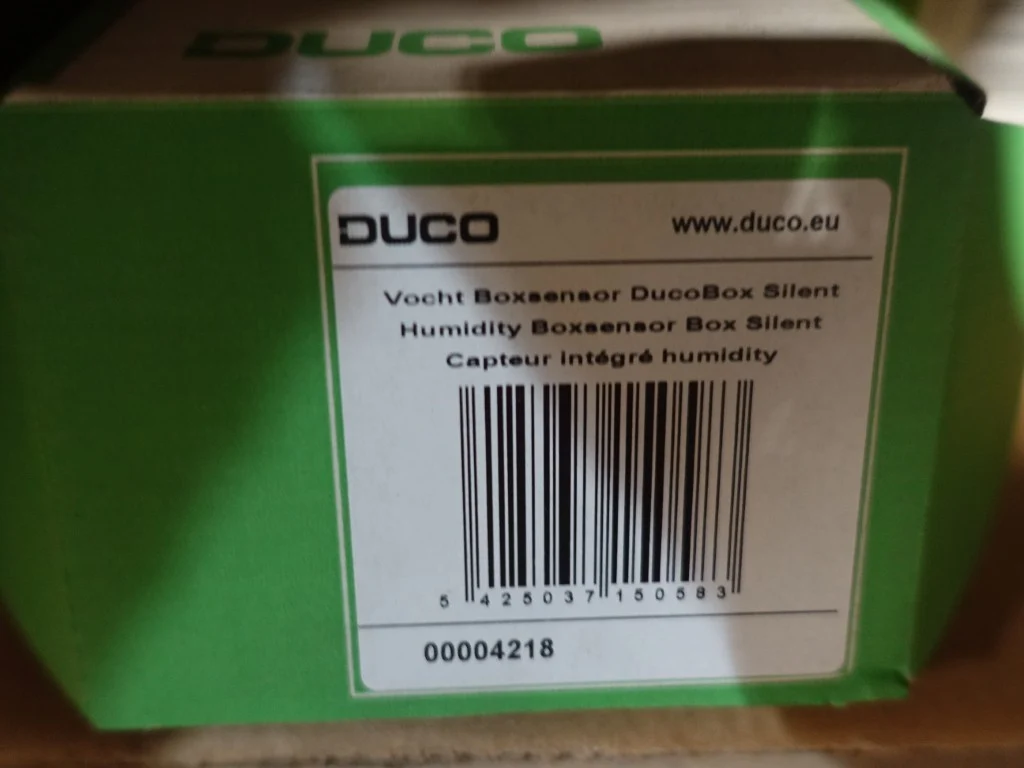 DUCO
DUCO
www.duco.eu
Vocht Boxsensor DucoBox Silent
Humidity Boxsensor Box Silent
Capteur intégré humidity
5 425037 150583
00004218